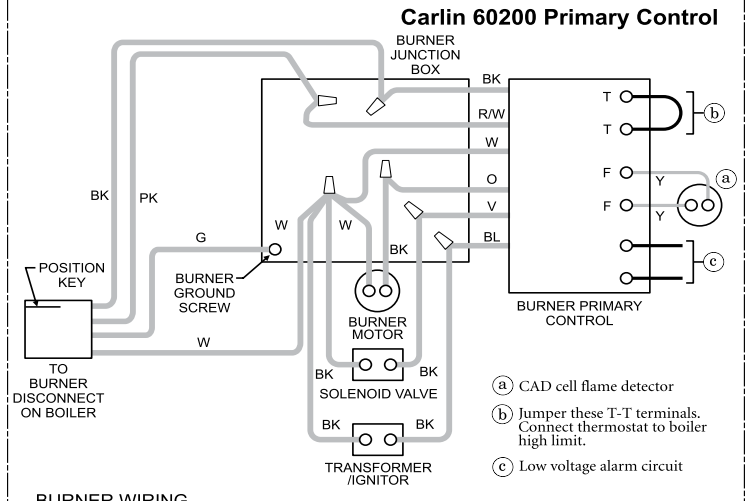 Carlin 60200 Primary Control
BURNER
JUNCTION
BOX
BK
R/W
W
O
V
BL
T
T
F
F
Y
Y
b
a
c
BK
PK
G
W
W
W
BK
POSITION
KEY
BURNER
GROUND
SCREW
BURNER
MOTOR
BURNER PRIMARY
CONTROL
TO
BURNER
DISCONNECT
ON BOILER
BK
BK
SOLENOID VALVE
BK
BK
TRANSFORMER
/IGNITOR
a CAD cell flame detector
b Jumper these T-T terminals.
Connect thermostat to boiler
high limit.
c Low voltage alarm circuit
BURNER WIRING